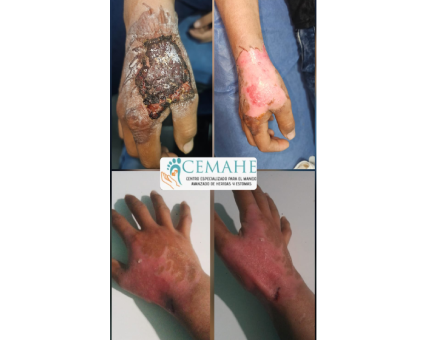 CEMAHE
CENTRO ESPECIALIZADO PARA EL MANEJO
AVANZADO DE HERIDAS Y ESTOMAS